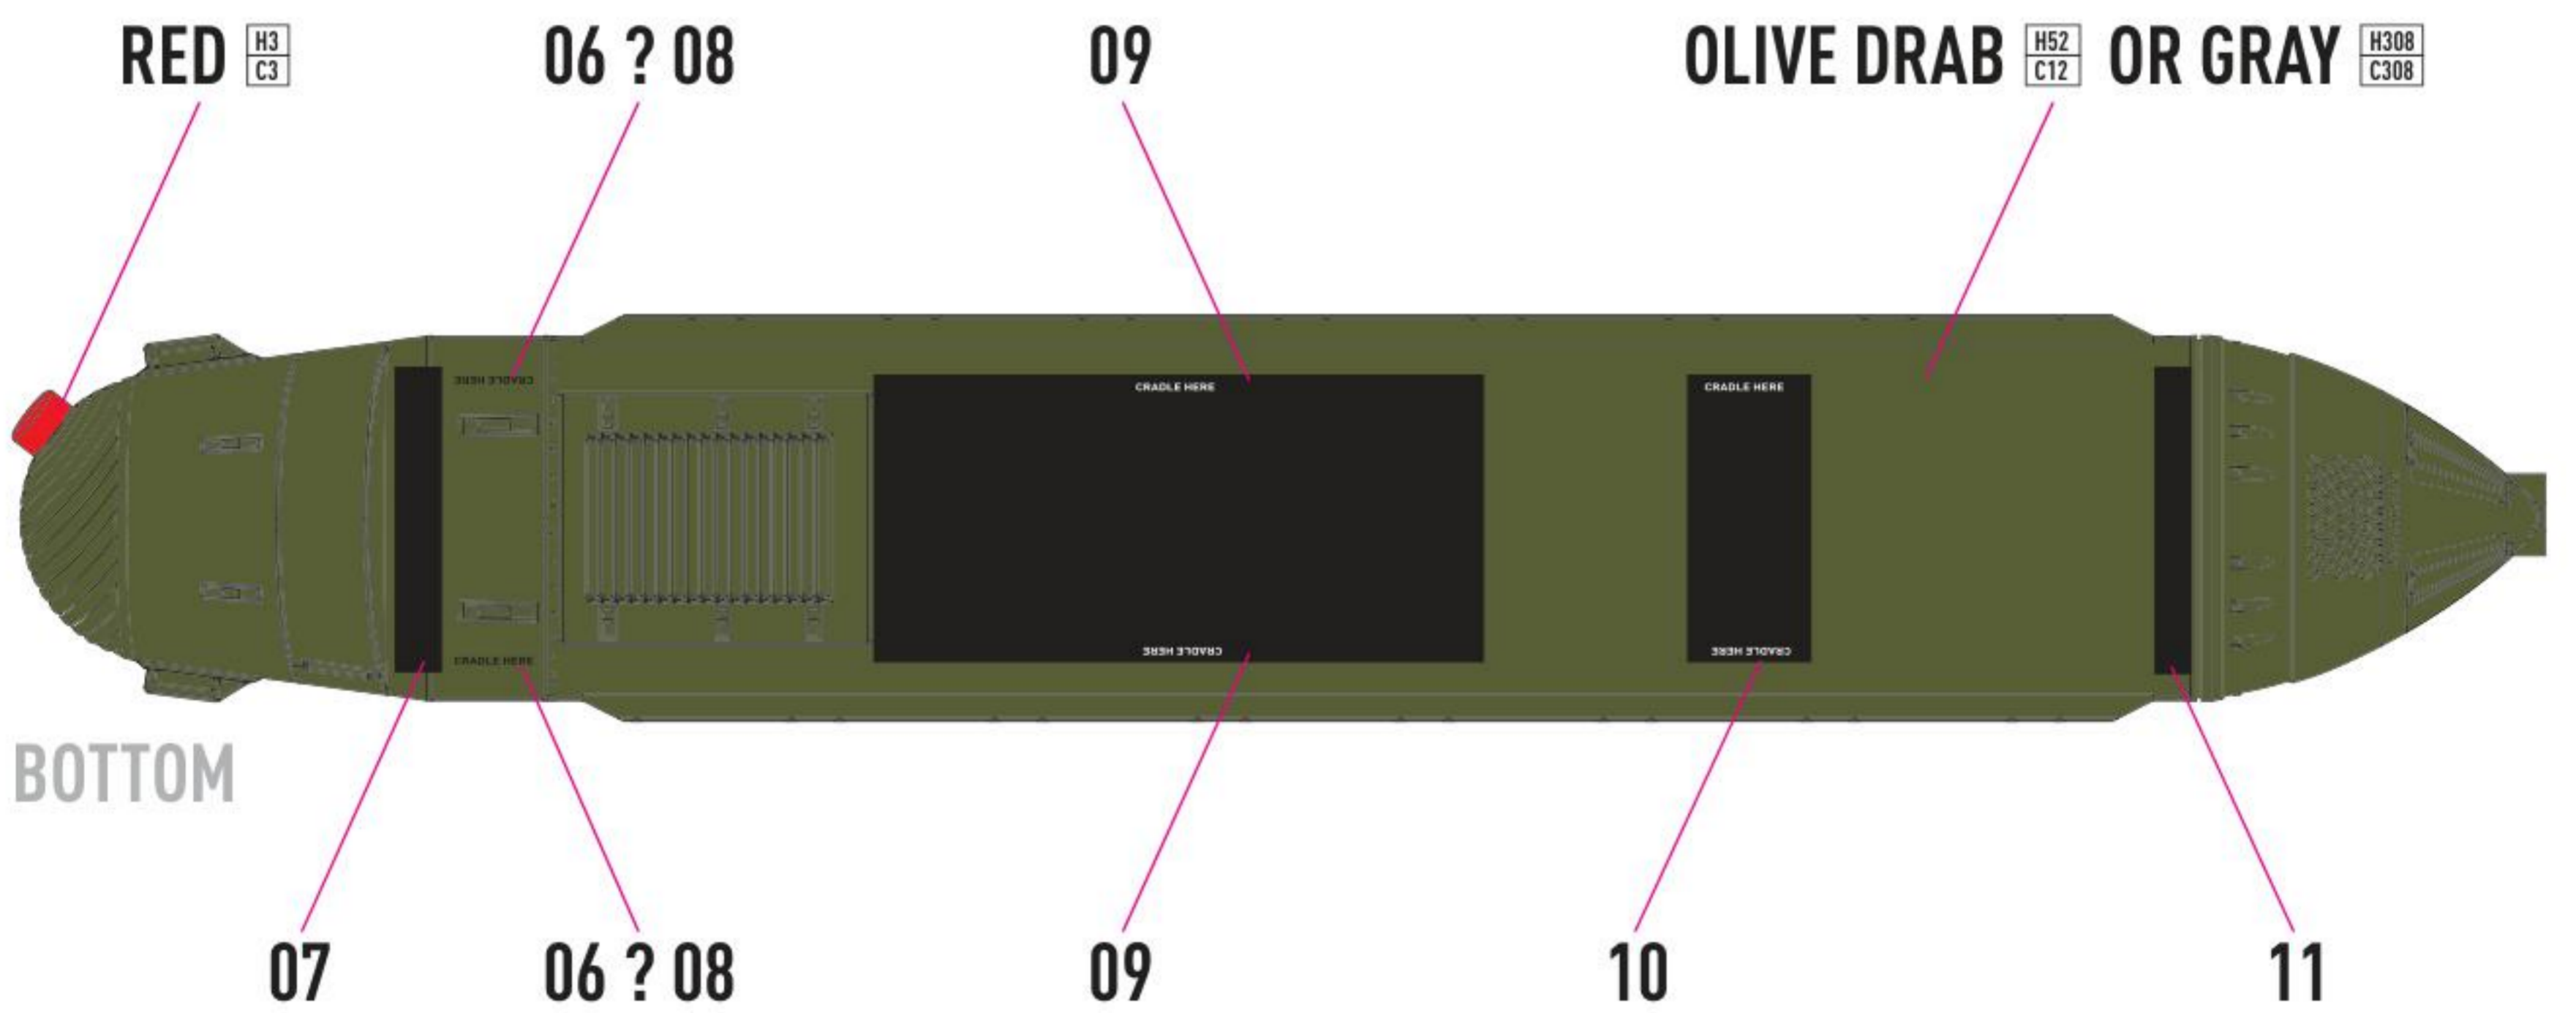 RED H3 C3
06 ? 08
09
OLIVE DRAB H52 C12 OR GRAY H308 C308
CRADLE HERE
CRADLE HERE
CRADLE HERE
CRADLE HERE
CRADLE HERE
CRADLE HERE
BOTTOM
07
06 ? 08
09
10
11